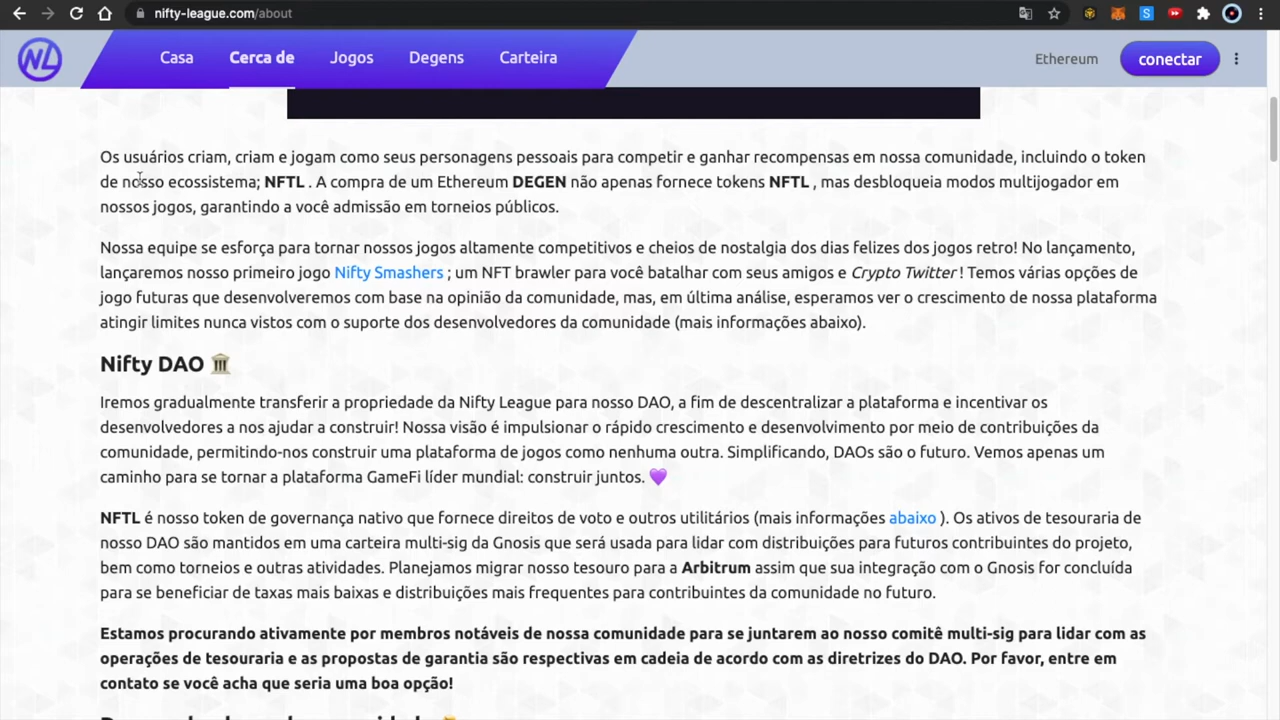 nifty-league.com/about
NL
Casa
Cerca de
Jogos
Degens
Carteira
Ethereum
conectar
Os usuários criam, criam e jogam como seus personagens pessoais para competir e ganhar recompensas em nossa comunidade, incluindo o token
de nosso ecossistema; NFTL . A compra de um Ethereum DEGEN não apenas fornece tokens NFTL , mas desbloqueia modos multijogador em
nossos jogos, garantindo a você admissão em torneios públicos.
Nossa equipe se esforça para tornar nossos jogos altamente competitivos e cheios de nostalgia dos dias felizes dos jogos retro! No lançamento,
lançaremos nosso primeiro jogo Nifty Smashers ; um NFT brawler para você batalhar com seus amigos e Crypto Twitter ! Temos várias opções de
jogo futuras que desenvolveremos com base na opinião da comunidade, mas, em última análise, esperamos ver o crescimento de nossa plataforma
atingir limites nunca vistos com o suporte dos desenvolvedores da comunidade (mais informações abaixo).
Nifty DAO 🏛️
Iremos gradualmente transferir a propriedade da Nifty League para nosso DAO, a fim de descentralizar a plataforma e incentivar os
desenvolvedores a nos ajudar a construir! Nossa visão é impulsionar o rápido crescimento e desenvolvimento por meio de contribuições da
comunidade, permitindo-nos construir uma plataforma de jogos como nenhuma outra. Simplificando, DAOs são o futuro. Vemos apenas um
caminho para se tornar a plataforma GameFi líder mundial: construir juntos. 💜
NFTL é nosso token de governança nativo que fornece direitos de voto e outros utilitários (mais informações abaixo ). Os ativos de tesouraria de
nosso DAO são mantidos em uma carteira multi-sig da Gnosis que será usada para lidar com distribuições para futuros contribuintes do projeto,
bem como torneios e outras atividades. Planejamos migrar nosso tesouro para a Arbitrum assim que sua integração com o Gnosis for concluída
para se beneficiar de taxas mais baixas e distribuições mais frequentes para contribuintes da comunidade no futuro.
Estamos procurando ativamente por membros notáveis de nossa comunidade para se juntarem ao nosso comitê multi-sig para lidar com as
operações de tesouraria e as propostas de garantia são respectivas em cadeia de acordo com as diretrizes do DAO. Por favor, entre em
contato se você acha que seria uma boa opção!